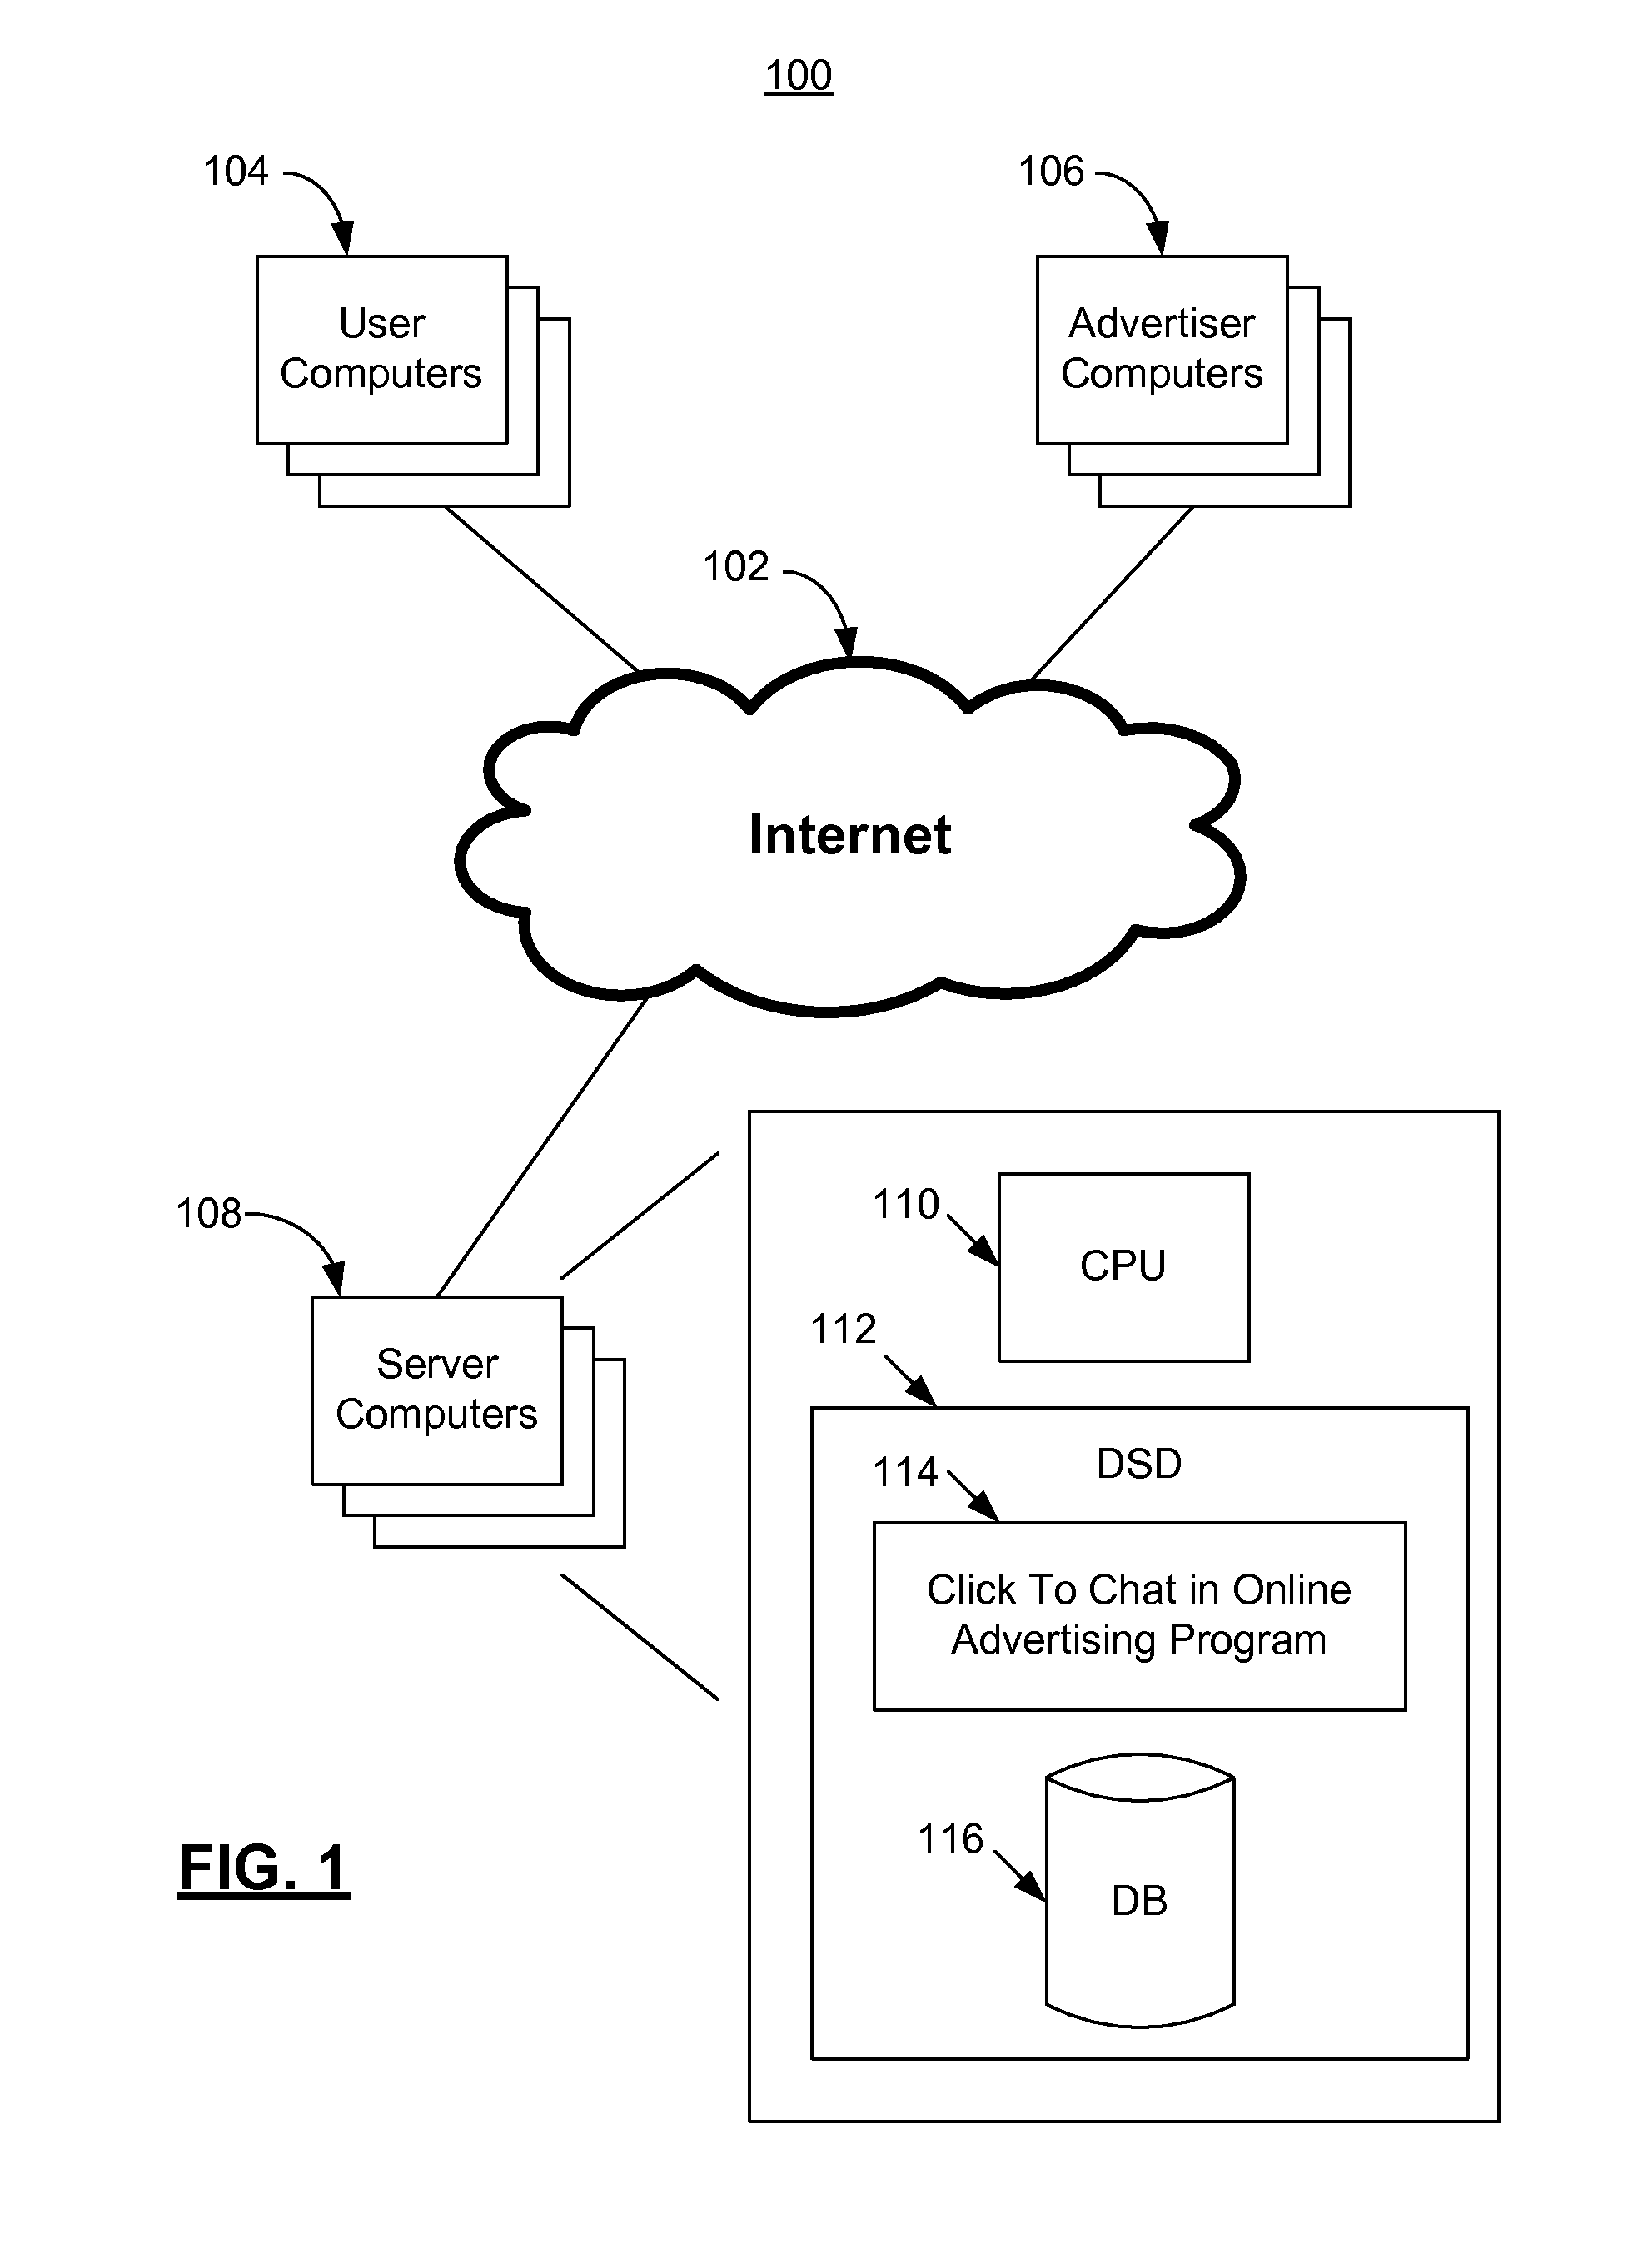 100
104
106
User
Computers
Advertiser
Computers
102
Internet
108
Server
Computers
110
CPU
112
DSD
114
Click To Chat in Online
Advertising Program
116
DB
FIG. 1